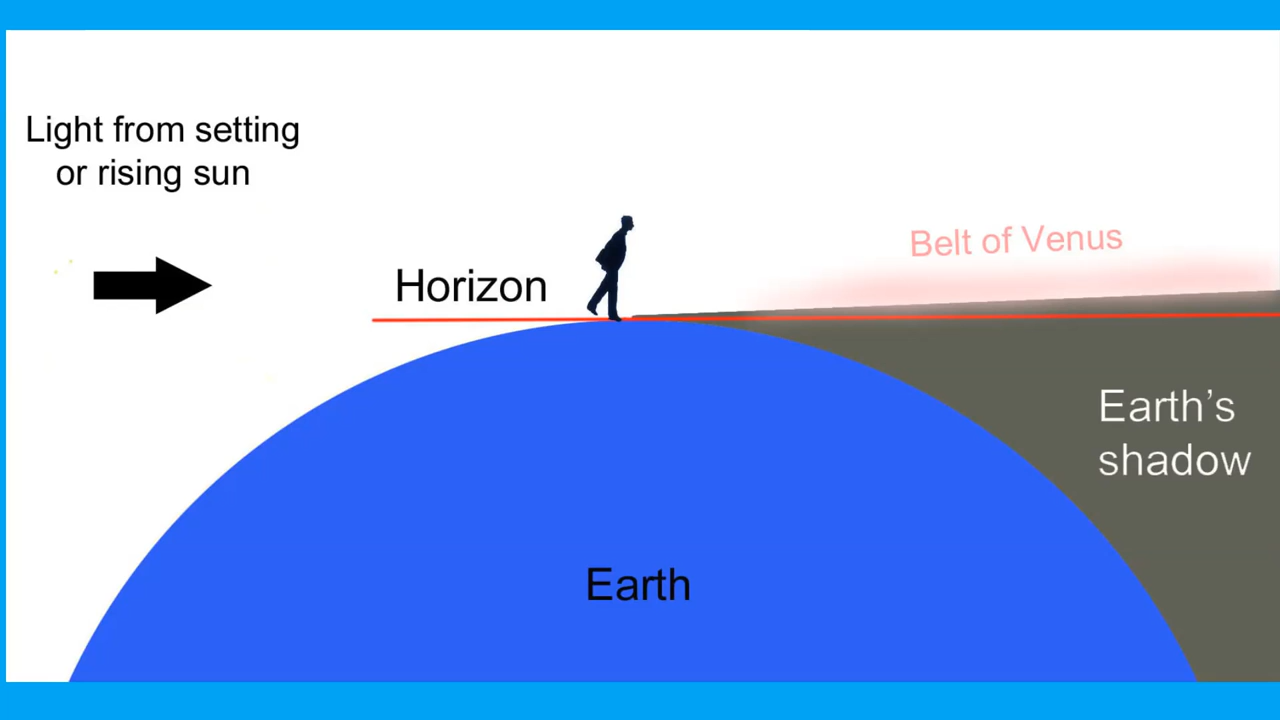 Light from setting
or rising sun
Horizon
Belt of Venus
Earth’s
shadow
Earth